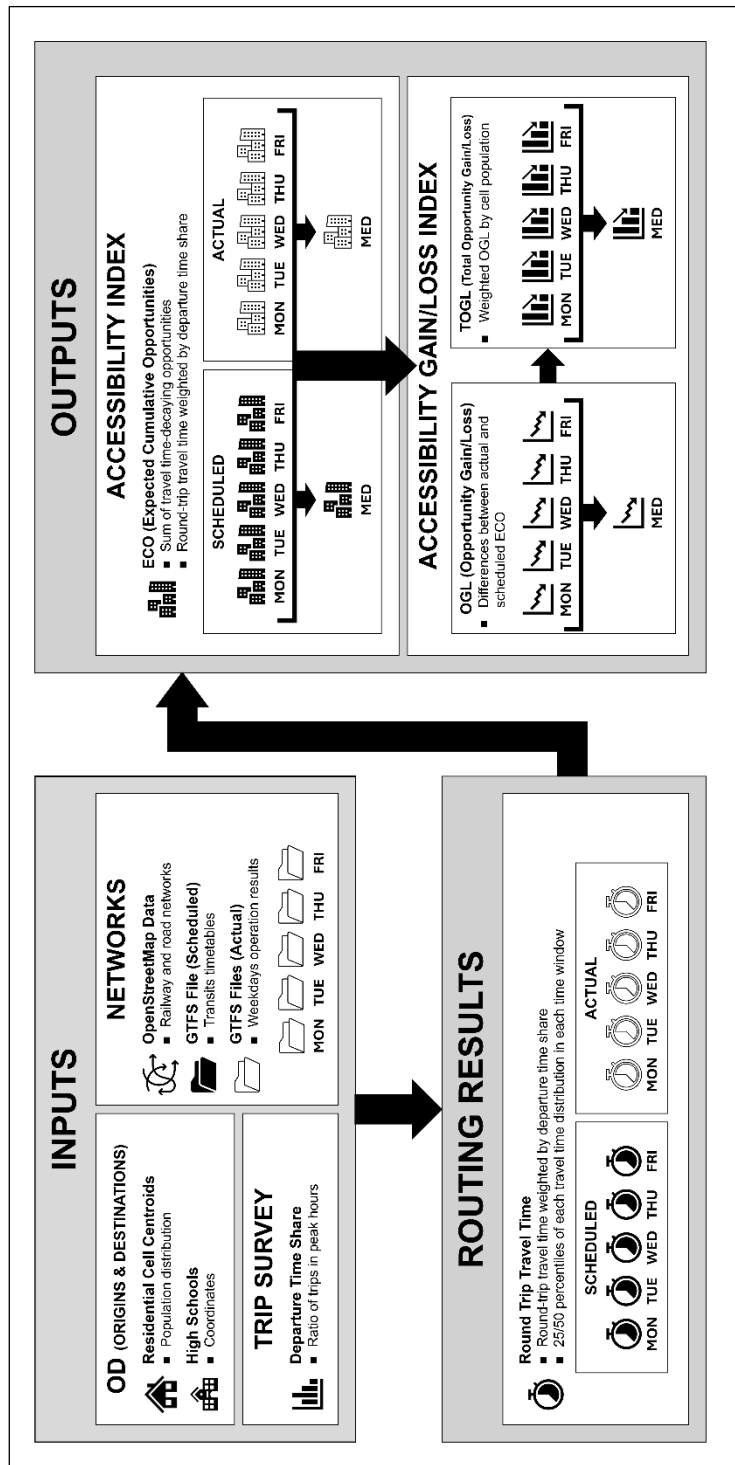 INPUTS
OD (ORIGINS & DESTINATIONS)
Residential Cell Centroids
▪ Population distribution
High Schools
▪ Coordinates
TRIP SURVEY
Departure Time Share
▪ Ratio of trips in peak hours
NETWORKS
OpenStreetMap Data
▪ Railway and road networks
GTFS File (Scheduled)
▪ Transits timetables
GTFS Files (Actual)
▪ Weekdays operation results
MON TUE WED THU FRI
ROUTING RESULTS
Round Trip Travel Time
▪ Round-trip travel time weighted by departure time share
▪ 25/50 percentiles of each travel time distribution in each time window
SCHEDULED
MON TUE WED THU FRI
ACTUAL
MON TUE WED THU FRI
OUTPUTS
ACCESSIBILITY INDEX
ECO (Expected Cumulative Opportunities)
▪ Sum of travel time-decaying opportunities
▪ Round-trip travel time weighted by departure time share
SCHEDULED
MON TUE WED THU FRI
MED
ACTUAL
MON TUE WED THU FRI
MED
ACCESSIBILITY GAIN/LOSS INDEX
OGL (Opportunity Gain/Loss)
▪ Differences between actual and
scheduled ECO
MON TUE WED THU FRI
MED
TOGL (Total Opportunity Gain/Loss)
▪ Weighted OGL by cell population
MON TUE WED THU FRI
MED